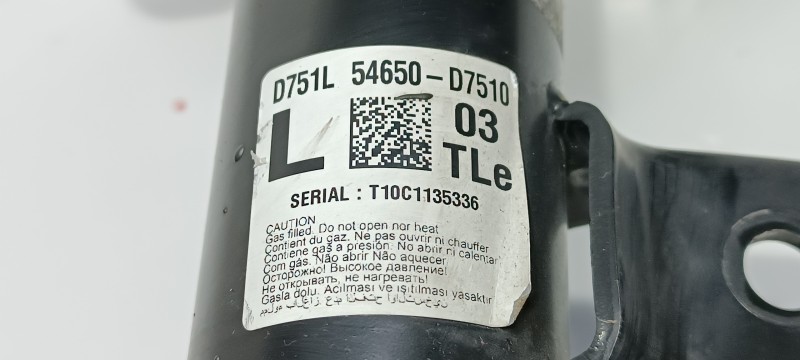 D751L 54650-D7510
L 03
TLe
SERIAL : T10C1135336
CAUTION
Gas filled. Do not open nor heat
Contient du gaz. Ne pas ouvrir ni chauffer
Contiene gas a presión. No abrir ni calentar
Com gás. Não abrir Não aquecer
Осторожно! Высокое давление!
Не открывать, не нагревать!
Gasla dolu. Açılması ve ısıtılması yasaktır